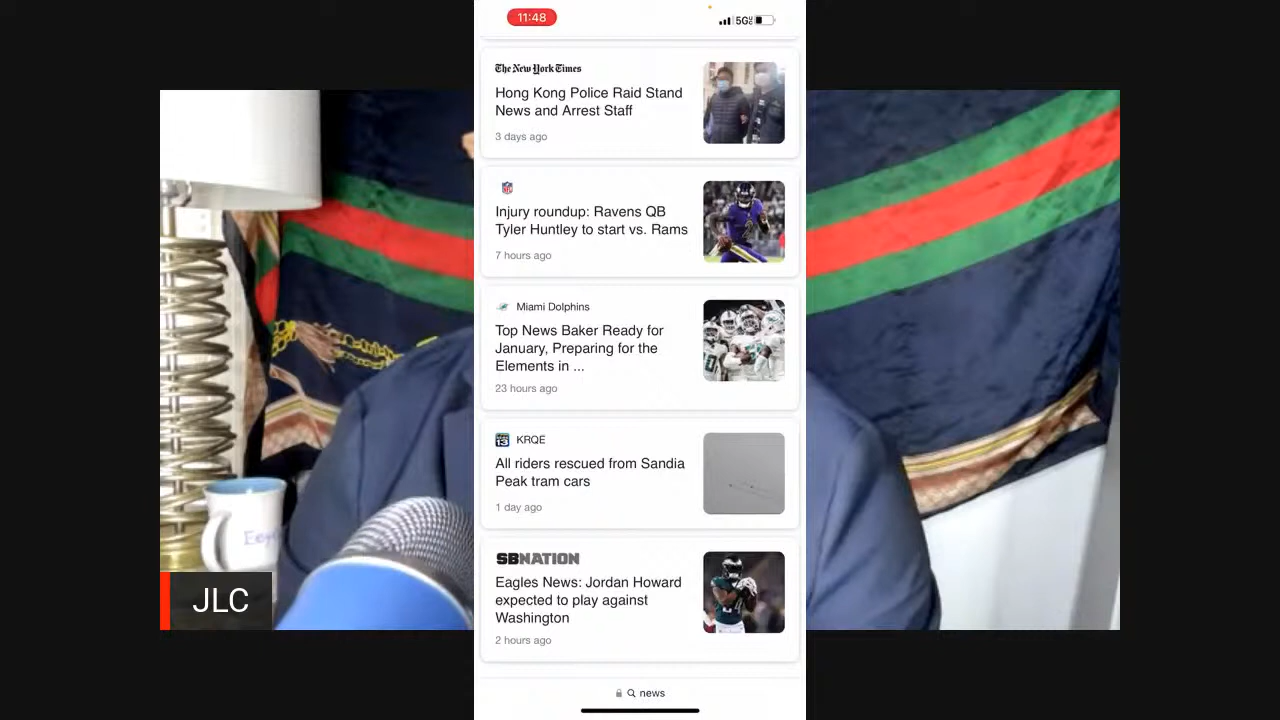 11:48
5G
The New York Times
Hong Kong Police Raid Stand
News and Arrest Staff
3 days ago
Injury roundup: Ravens QB
Tyler Huntley to start vs. Rams
7 hours ago
Miami Dolphins
Top News Baker Ready for
January, Preparing for the
Elements in ...
23 hours ago
KRQE
All riders rescued from Sandia
Peak tram cars
1 day ago
SBNATION
Eagles News: Jordan Howard
expected to play against
Washington
2 hours ago
news
JLC